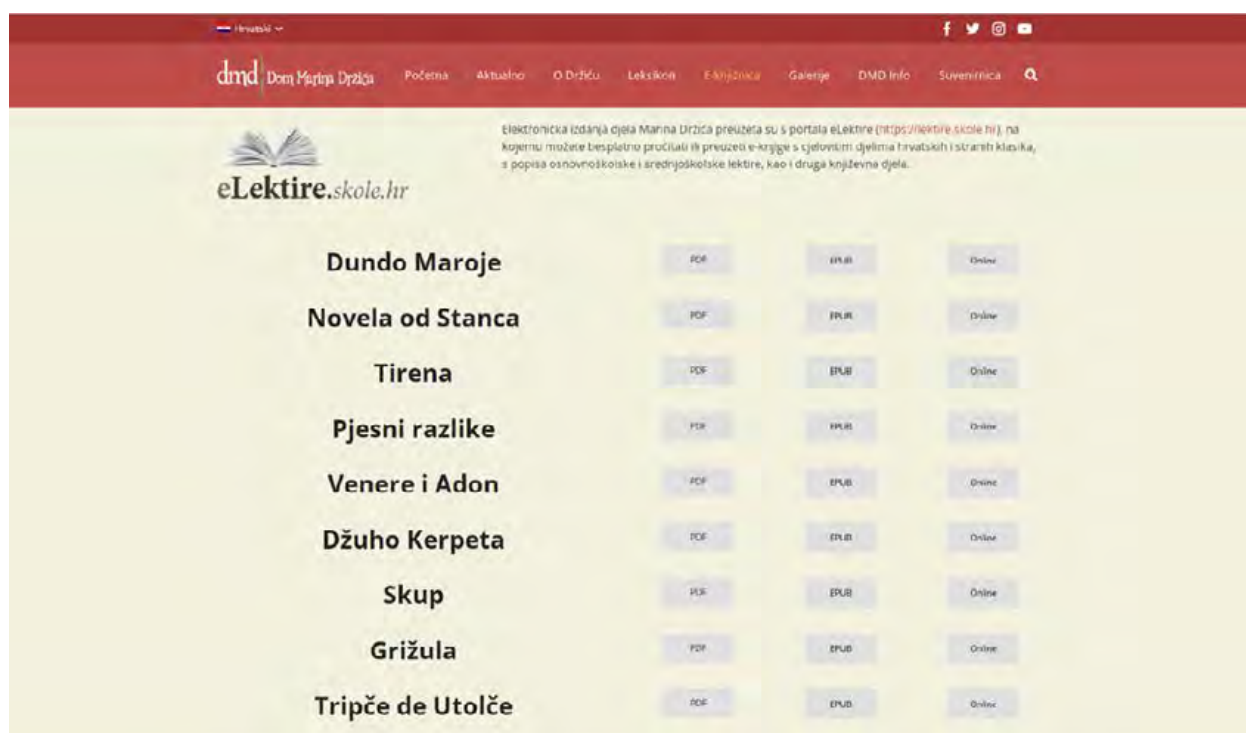 Hrvatski
dmd Dom Marina Držića Početna Aktualno O Držiću Leksikon E-knjižnica Galerije DMD Info Suvenirnica
Elektronička izdanja djela Marina Držića preuzeta su s portala eLektire (https://lektire.skole.hr), na
kojemu možete besplatno pročitati ili preuzeti e-knjige s cjelovitim djelima hrvatskih i stranih klasika,
s popisa osnovnoškolske i srednjoškolske lektire, kao i druga književna djela.
eLektire.skole.hr
Dundo Maroje PDF EPUB Online
Novela od Stanca PDF EPUB Online
Tirena PDF EPUB Online
Pjesni razlike PDF EPUB Online
Venere i Adon PDF EPUB Online
Džuho Kerpeta PDF EPUB Online
Skup PDF EPUB Online
Grižula PDF EPUB Online
Tripče de Utolče PDF EPUB Online